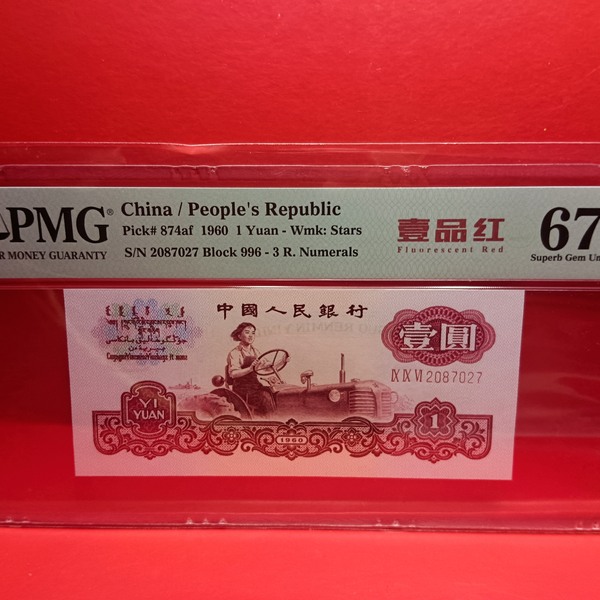 PMG®
R MONEY GUARANTY
China / People's Republic
Pick# 874af 1960 1 Yuan - Wmk: Stars
S/N 2087027 Block 996 - 3 R. Numerals
壹品红
Fluorescent Red
67
Superb Gem Un
中國人民銀行
壹圓
IX IX VI 2087027
YI
YUAN
1960
1